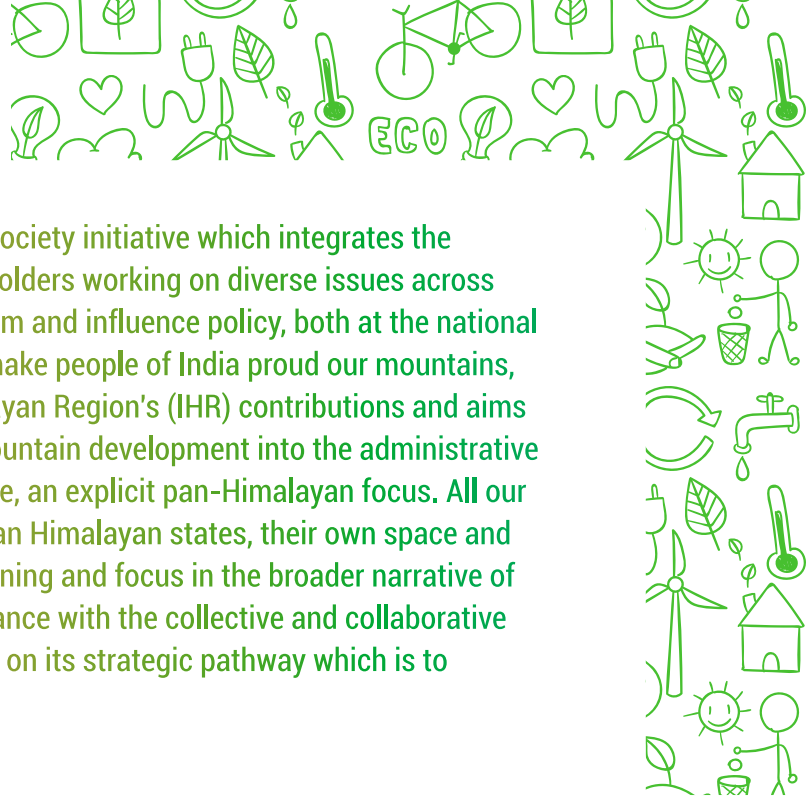 ECO
ociety initiative which integrates the
olders working on diverse issues across
m and influence policy, both at the national
ake people of India proud our mountains,
yan Region's (IHR) contributions and aims
ountain development into the administrative
e, an explicit pan-Himalayan focus. All our
an Himalayan states, their own space and
ning and focus in the broader narrative of
ance with the collective and collaborative
on its strategic pathway which is to